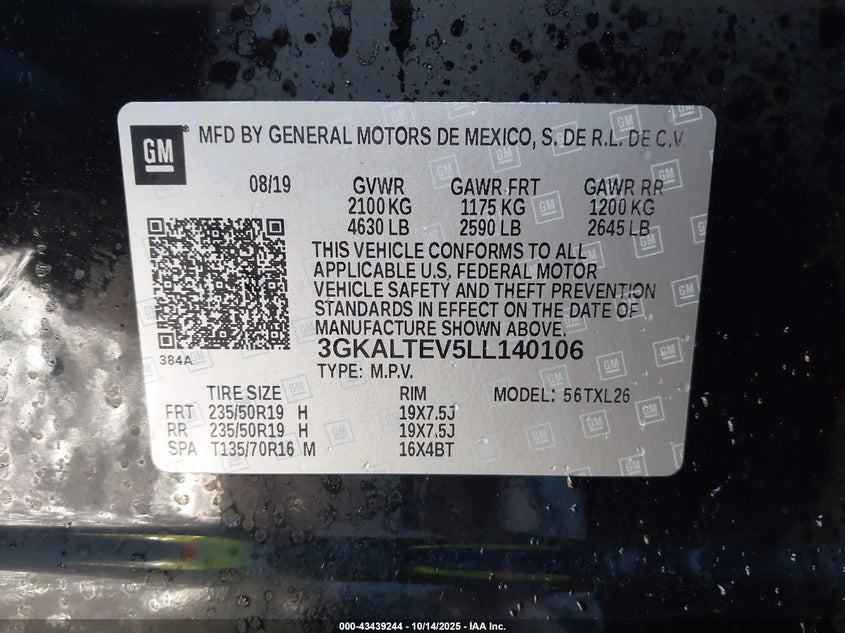 GM
MFD BY GENERAL MOTORS DE MEXICO, S. DE R.L. DE C.V.
08/19 GVWR GAWR FRT GAWR RR
2100 KG 1175 KG 1200 KG
4630 LB 2590 LB 2645 LB
THIS VEHICLE CONFORMS TO ALL
APPLICABLE U.S. FEDERAL MOTOR
VEHICLE SAFETY AND THEFT PREVENTION
STANDARDS IN EFFECT ON THE DATE OF
MANUFACTURE SHOWN ABOVE.
384A
3GKALTEV5LL140106
TYPE: M.P.V.
TIRE SIZE RIM MODEL: 56TXL26
FRT 235/50R19 H 19X7.5J
RR 235/50R19 H 19X7.5J
SPA T135/70R16 M 16X4BT
000-43439244 - 10/14/2025 - IAA Inc.